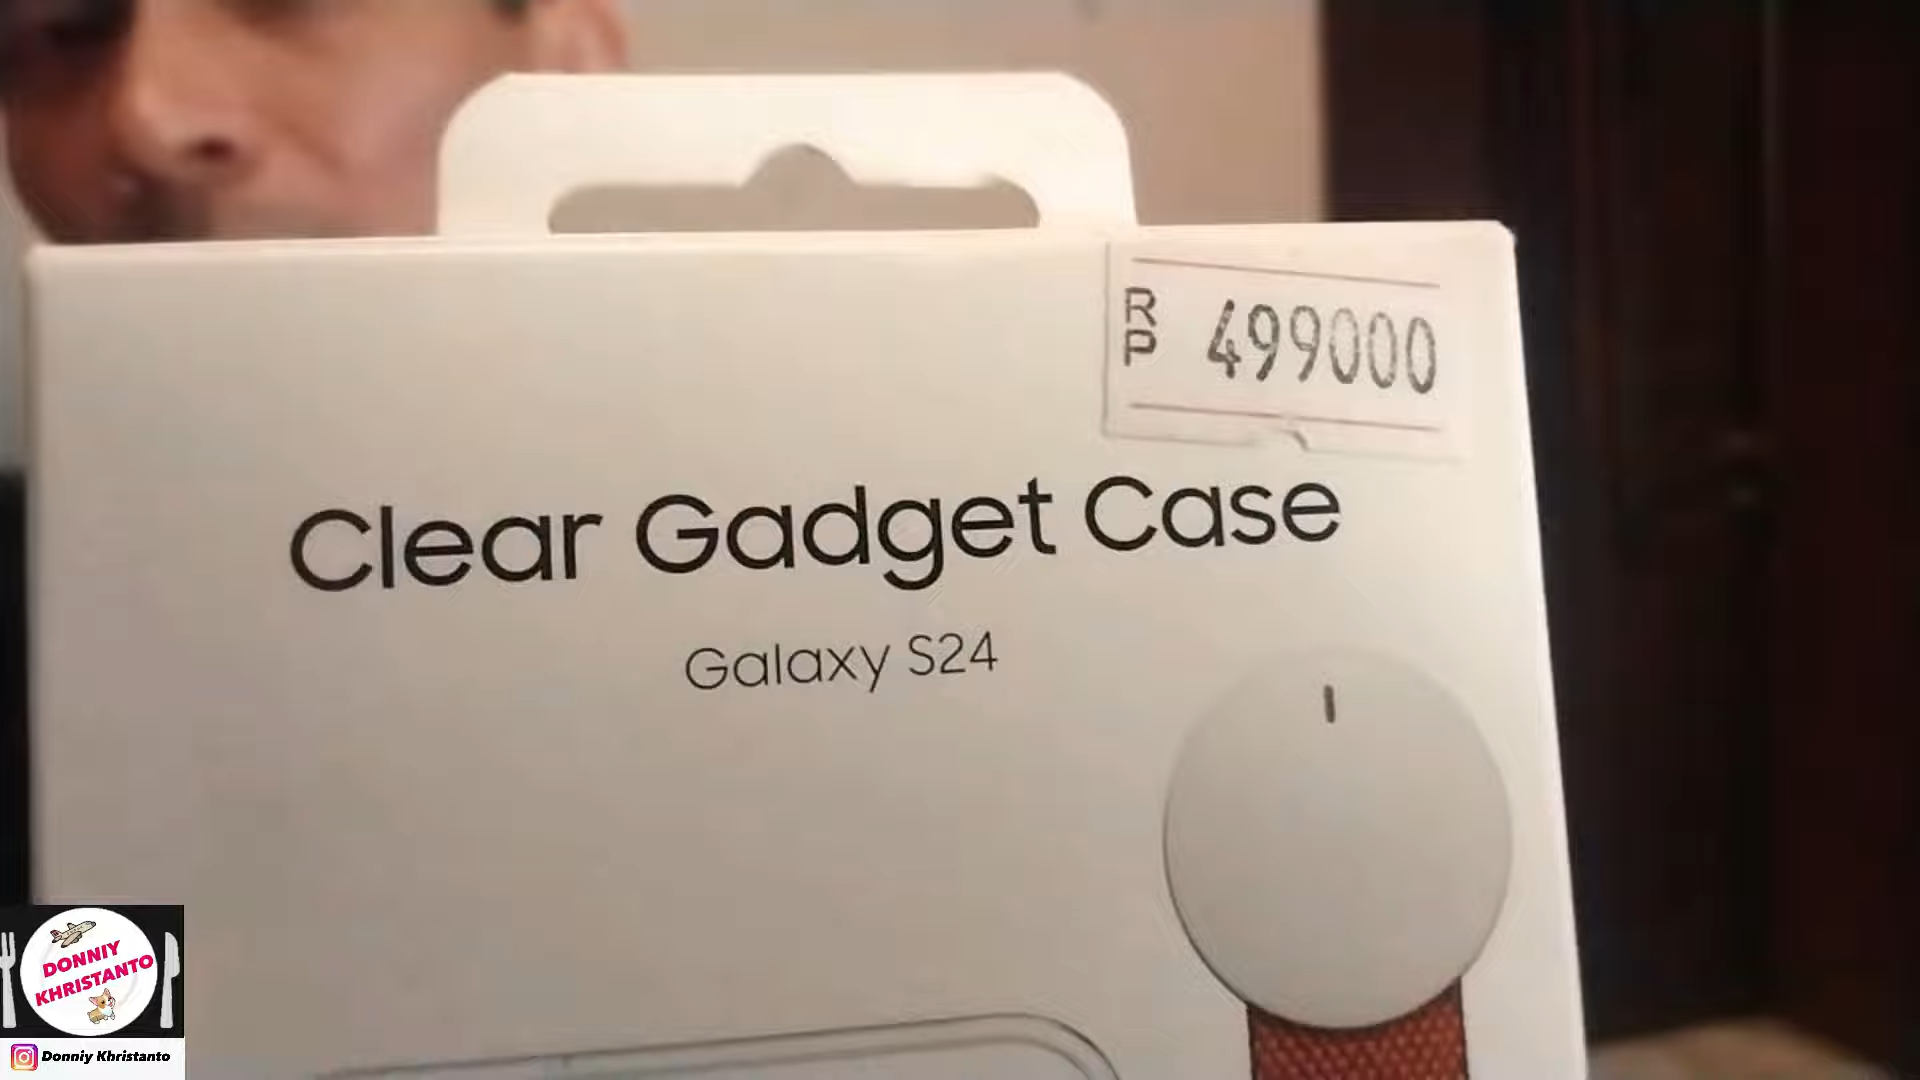 RP 499000
Clear Gadget Case
Galaxy S24
DONNIY
KHRISTANTO
Donniy Khristanto